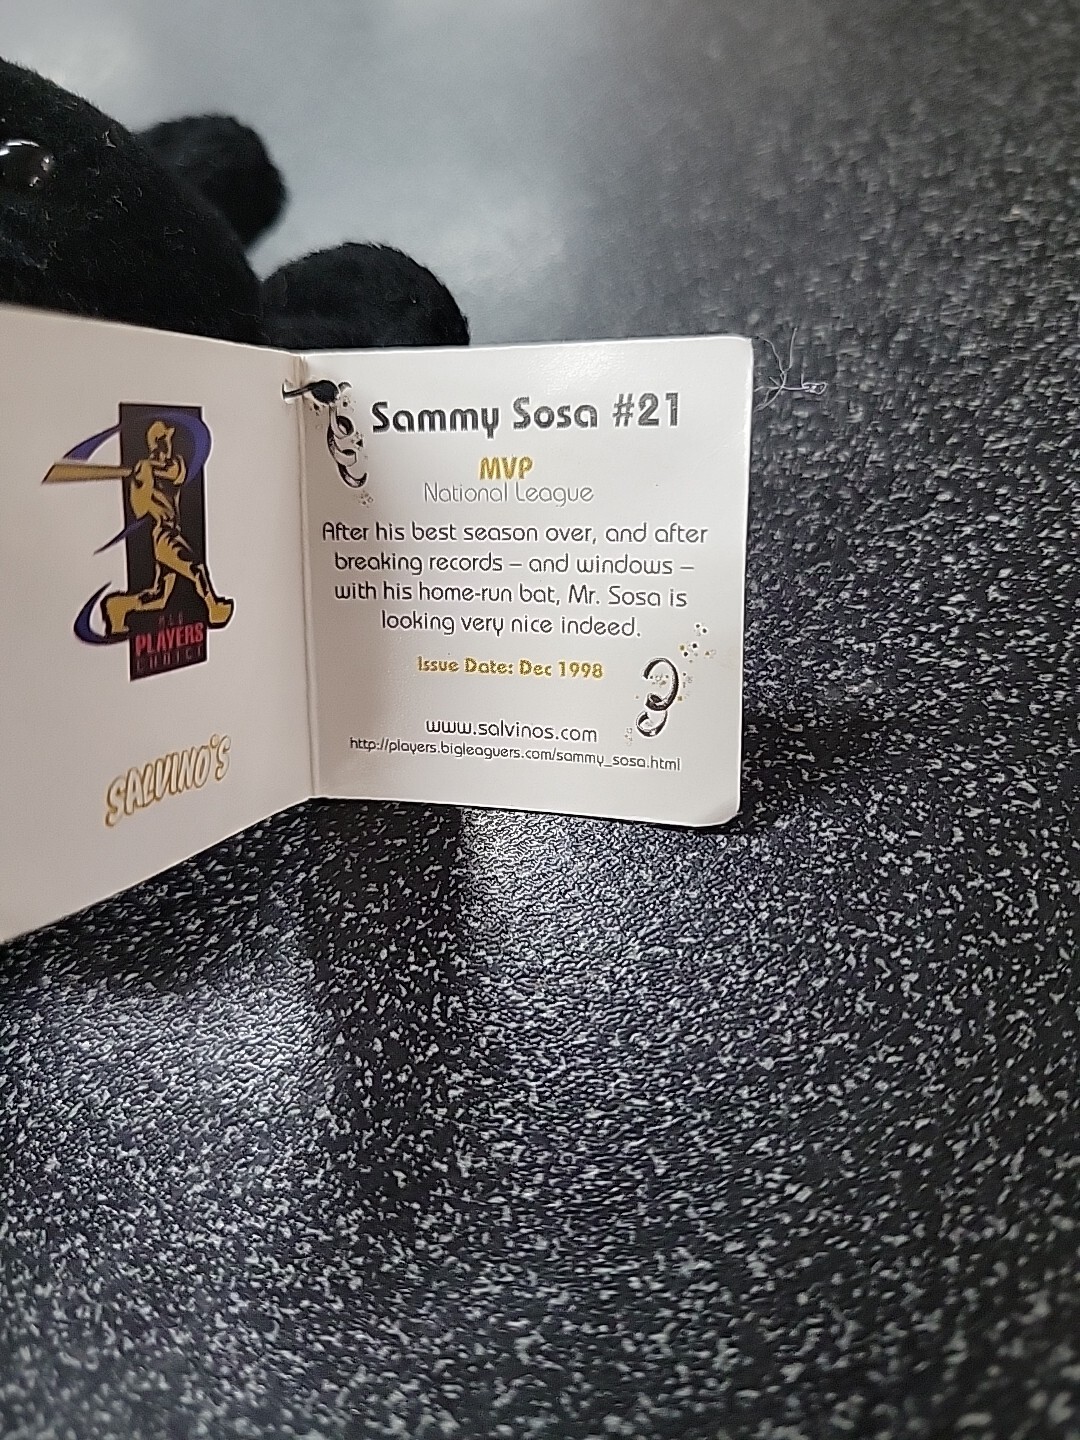 MLB
PLAYERS
CHOICE
SALVINO'S
Sammy Sosa #21
MVP
National League
After his best season over, and after
breaking records – and windows –
with his home-run bat, Mr. Sosa is
looking very nice indeed.
Issue Date: Dec 1998
www.salvinos.com
http://players.bigleaguers.com/sammy_sosa.html